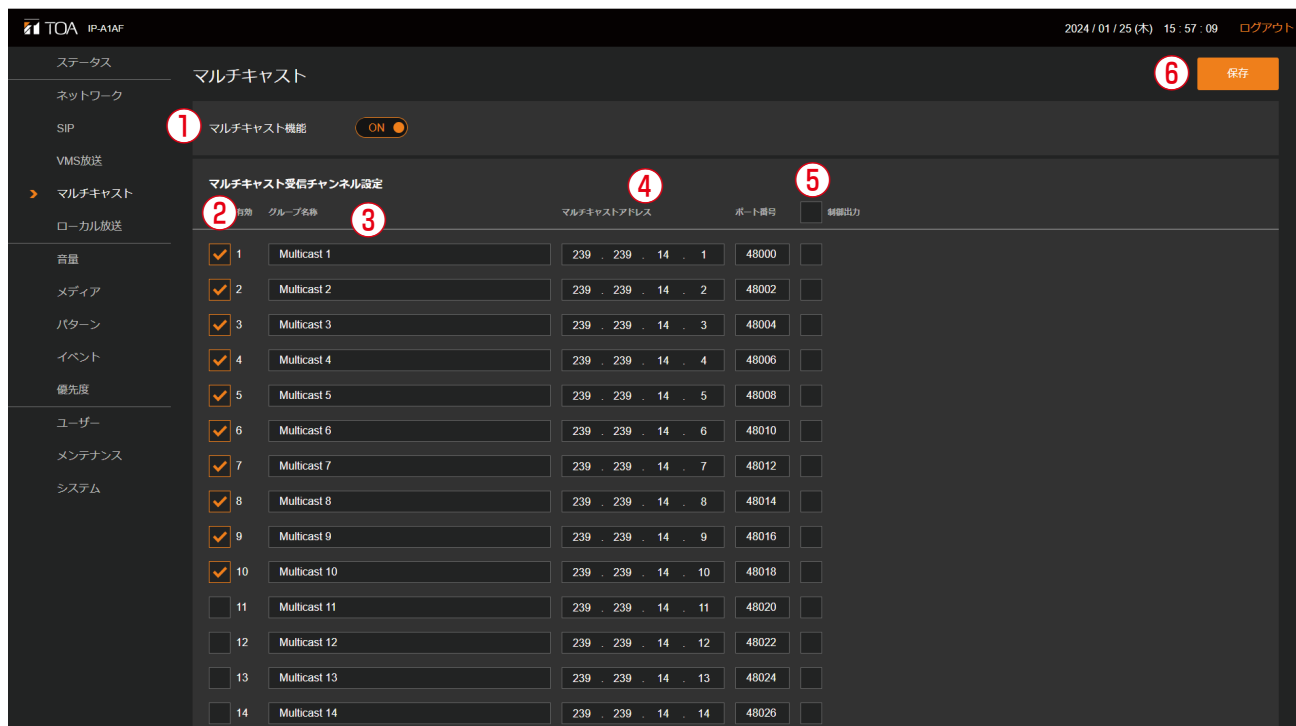 TOA IP-A1AF 2024 / 01 / 25 (木) 15 : 57 : 09 ログアウト
ステータス
ネットワーク
SIP
VMS放送
マルチキャスト
ローカル放送
音量
メディア
パターン
イベント
優先度
ユーザー
メンテナンス
システム
マルチキャスト ⑥ 保存
① マルチキャスト機能 ON
マルチキャスト受信チャンネル設定 ④ ⑤
② 有効 グループ名称 ③ マルチキャストアドレス ポート番号 制御出力
1 Multicast 1 239 . 239 . 14 . 1 48000
2 Multicast 2 239 . 239 . 14 . 2 48002
3 Multicast 3 239 . 239 . 14 . 3 48004
4 Multicast 4 239 . 239 . 14 . 4 48006
5 Multicast 5 239 . 239 . 14 . 5 48008
6 Multicast 6 239 . 239 . 14 . 6 48010
7 Multicast 7 239 . 239 . 14 . 7 48012
8 Multicast 8 239 . 239 . 14 . 8 48014
9 Multicast 9 239 . 239 . 14 . 9 48016
10 Multicast 10 239 . 239 . 14 . 10 48018
11 Multicast 11 239 . 239 . 14 . 11 48020
12 Multicast 12 239 . 239 . 14 . 12 48022
13 Multicast 13 239 . 239 . 14 . 13 48024
14 Multicast 14 239 . 239 . 14 . 14 48026